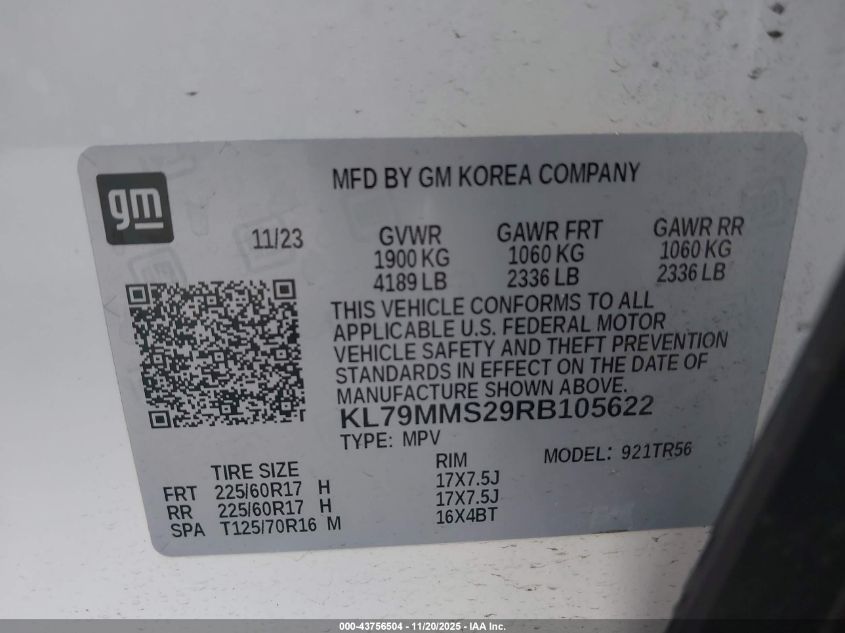 gm
MFD BY GM KOREA COMPANY
11/23
GVWR
1900 KG
4189 LB
GAWR FRT
1060 KG
2336 LB
GAWR RR
1060 KG
2336 LB
THIS VEHICLE CONFORMS TO ALL
APPLICABLE U.S. FEDERAL MOTOR
VEHICLE SAFETY AND THEFT PREVENTION
STANDARDS IN EFFECT ON THE DATE OF
MANUFACTURE SHOWN ABOVE.
KL79MMS29RB105622
TYPE: MPV
MODEL: 921TR56
TIRE SIZE RIM
FRT 225/60R17 H 17X7.5J
RR 225/60R17 H 17X7.5J
SPA T125/70R16 M 16X4BT
000-43756504 - 11/20/2025 - IAA Inc.